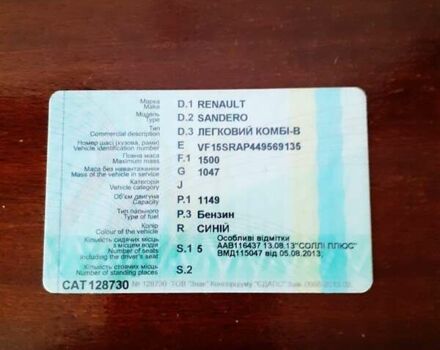 Марка D.1 RENAULT
Make
Модель D.2 SANDERO
Type
Тип D.3 ЛЕГКОВИЙ КОМБІ-В
Commercial description
Номер шасі (кузова, рами) E VF15SRAP449569135
Vehicle identification number
Повна маса F.1 1500
Maximum mass
Маса без навантаження G 1047
Mass of the vehicle in service
Категорія J
Vehicle category
Об'єм двигуна P.1 1149
Capacity
Тип пального P.3 Бензин
Type of fuel
Колір R СИНІЙ
Colour of the vehicle
Кількість сидячих місць Особливі відмітки
з місцем водія ААВ116437 13.08.13"СОЛЛІ ПЛЮС"
Number of seats S.1 5 ВМД115047 від 05.08.2013;
including the driver's seat
Кількість стоячих місць S.2
Number of standing places
САТ128730 № 128730 ТОВ "Знак"